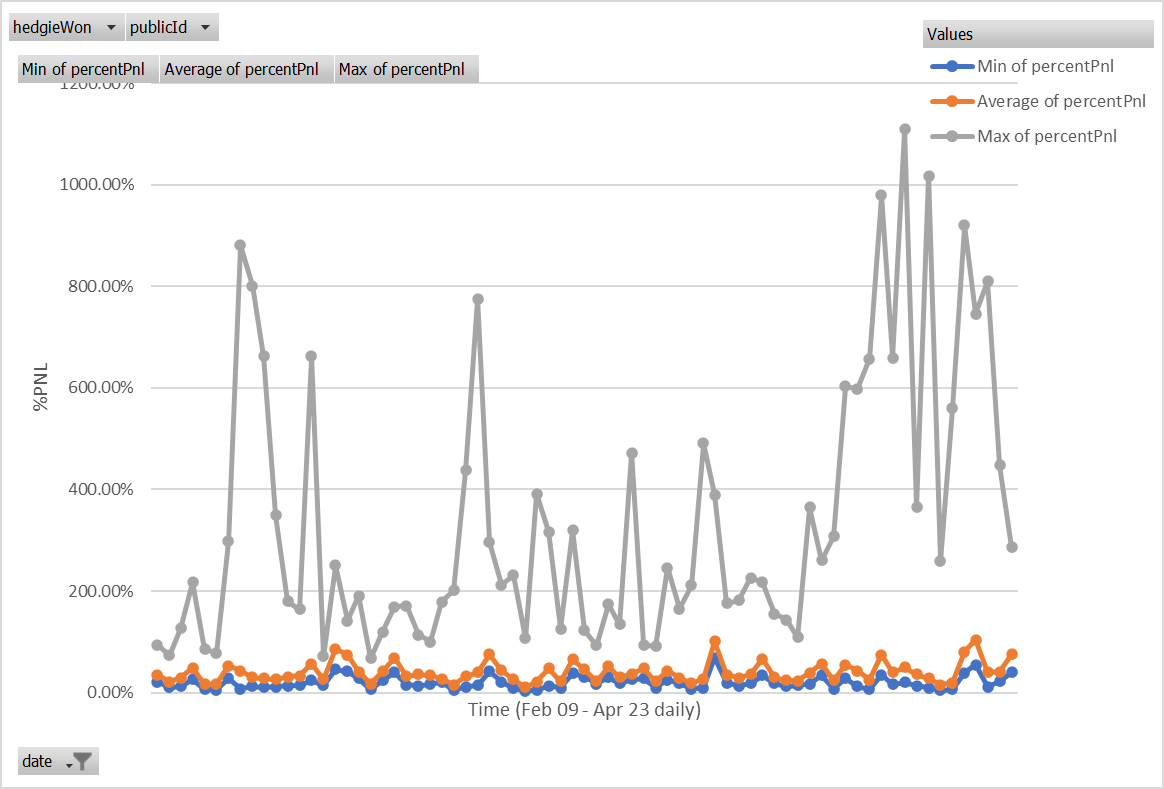 hedgieWon publicId
Values
Min of percentPnl Average of percentPnl Max of percentPnl
Min of percentPnl
Average of percentPnl
Max of percentPnl
1200.00%
1000.00%
800.00%
600.00%
400.00%
200.00%
0.00%
%PNL
Time (Feb 09 - Apr 23 daily)
date